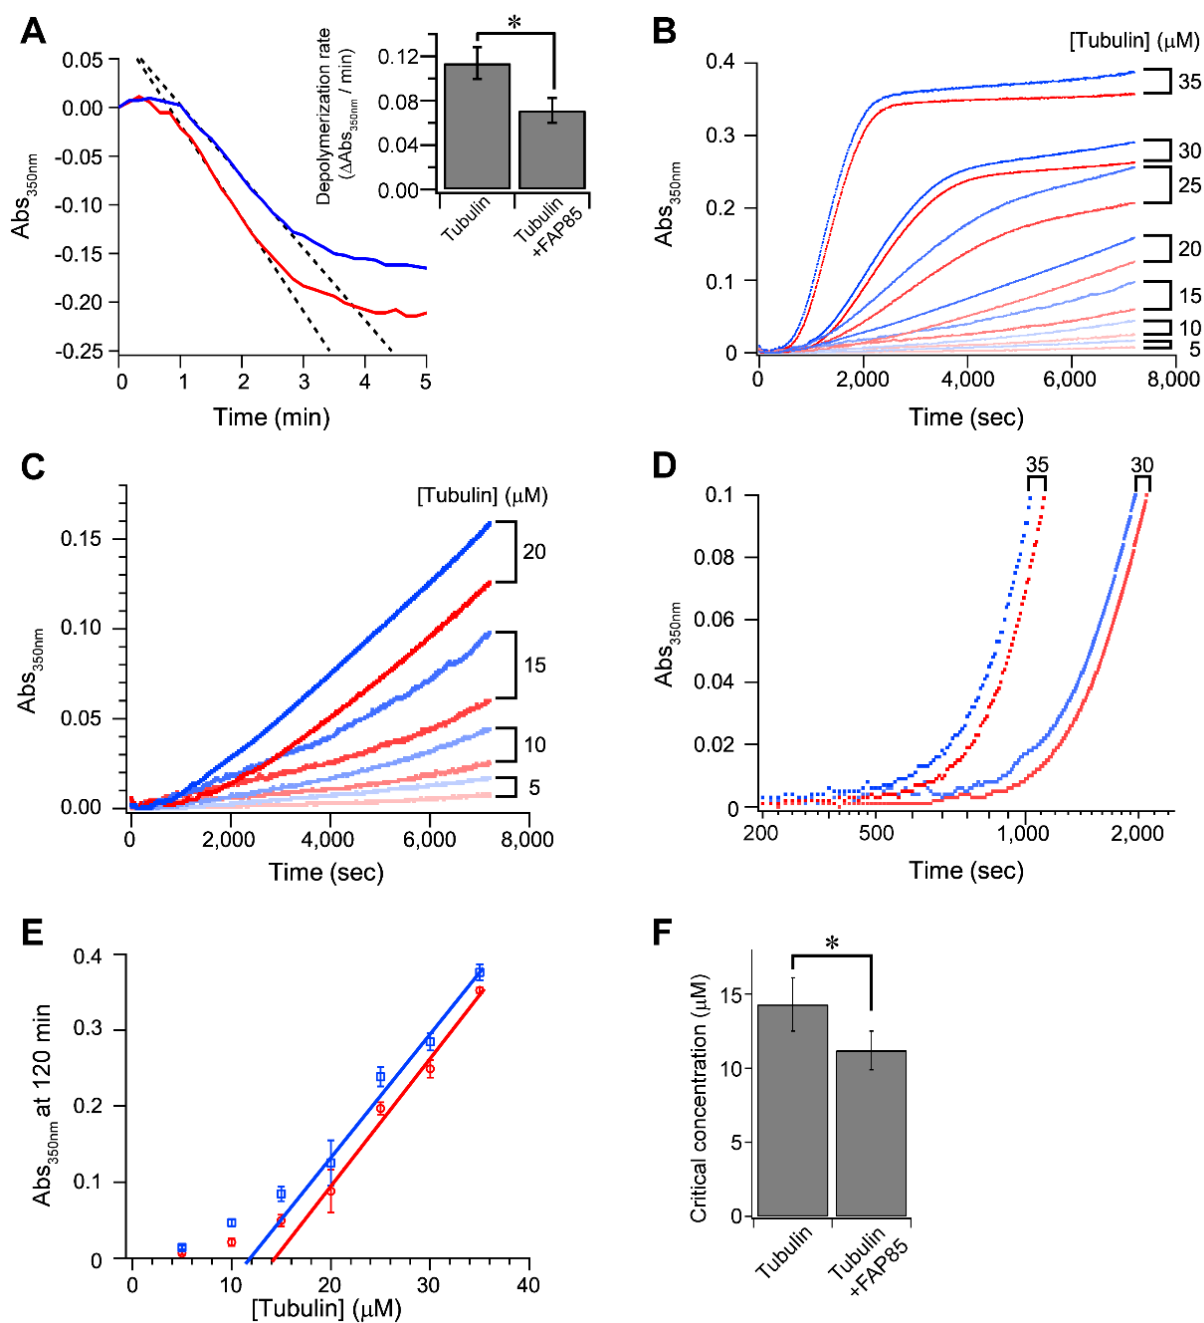 A
0.05
0.00
-0.05
-0.10
-0.15
-0.20
-0.25
Abs350nm
0
1
2
3
4
5
Time (min)
Depolymerization rate
(ΔAbs350nm / min)
0.12
0.08
0.04
0.00
*
Tubulin
Tubulin
+FAP85
B
[Tubulin] (μM)
0.4
0.3
0.2
0.1
0
Abs350nm
35
30
25
20
15
10
5
0
2,000
4,000
6,000
8,000
Time (sec)
C
[Tubulin] (μM)
0.15
0.10
0.05
0.00
Abs350nm
20
15
10
5
0
2,000
4,000
6,000
8,000
Time (sec)
D
35
30
0.1
0.08
0.06
0.04
0.02
0
Abs350nm
200
500
1,000
2,000
Time (sec)
E
0.4
0.3
0.2
0.1
0
Abs350nm at 120 min
0
10
20
30
40
[Tubulin] (μM)
F
*
15
10
5
0
Critical concentration (μM)
Tubulin
Tubulin
+FAP85